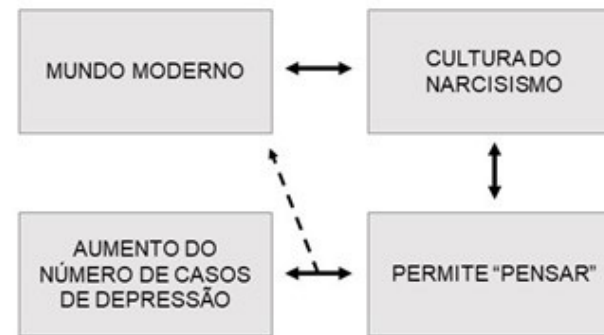 MUNDO MODERNO
CULTURA DO
NARCISISMO
AUMENTO DO
NÚMERO DE CASOS
DE DEPRESSÃO
PERMITE “PENSAR”